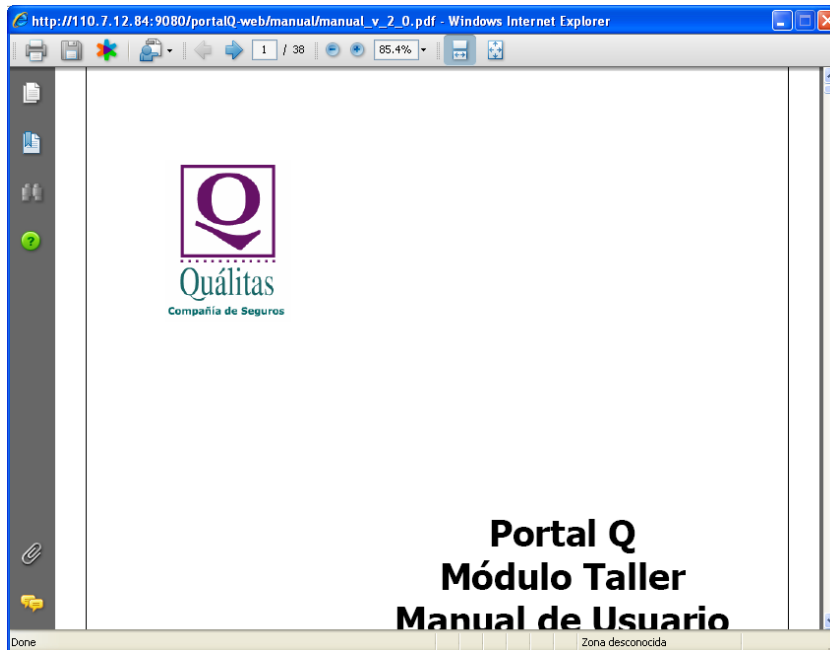 http://110.7.12.84:9080/portalQ-web/manual/manual_v_2_0.pdf - Windows Internet Explorer
1 / 38 85.4%
Q
Quálitas
Compañia de Seguros
Portal Q
Módulo Taller
Manual de Usuario
Done Zona desconocida